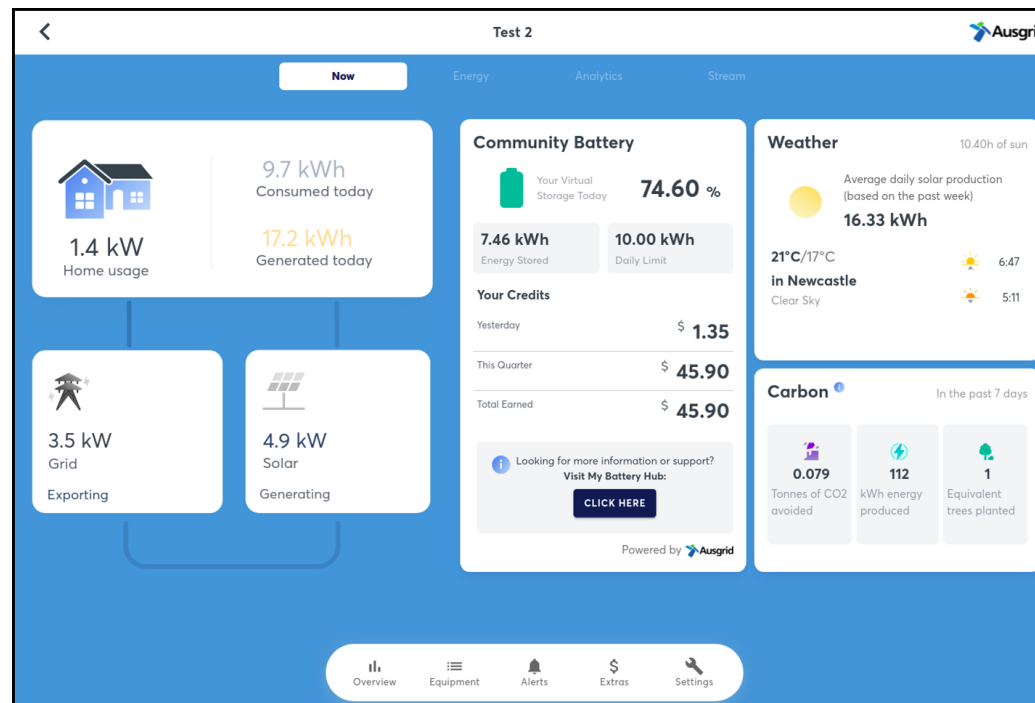 Test 2
Ausgri
Now
Energy
Analytics
Stream
9.7 kWh
Consumed today
17.2 kWh
Generated today
1.4 kW
Home usage
3.5 kW
Grid
Exporting
4.9 kW
Solar
Generating
Community Battery
Your Virtual
Storage Today
74.60 %
7.46 kWh
Energy Stored
10.00 kWh
Daily Limit
Your Credits
Yesterday
$ 1.35
This Quarter
$ 45.90
Total Earned
$ 45.90
i
Looking for more information or support?
Visit My Battery Hub:
CLICK HERE
Powered by Ausgrid
Weather
10.40h of sun
Average daily solar production
(based on the past week)
16.33 kWh
21°C/17°C
in Newcastle
Clear Sky
6:47
5:11
Carbon i
In the past 7 days
0.079
Tonnes of CO2
avoided
112
kWh energy
produced
1
Equivalent
trees planted
Overview
Equipment
Alerts
$
Extras
Settings